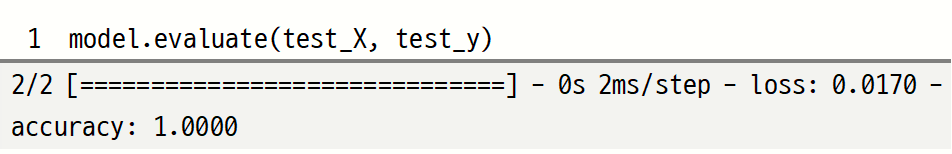 1 model.evaluate(test_X, test_y)
2/2 [==============================] - 0s 2ms/step - loss: 0.0170 -
accuracy: 1.0000